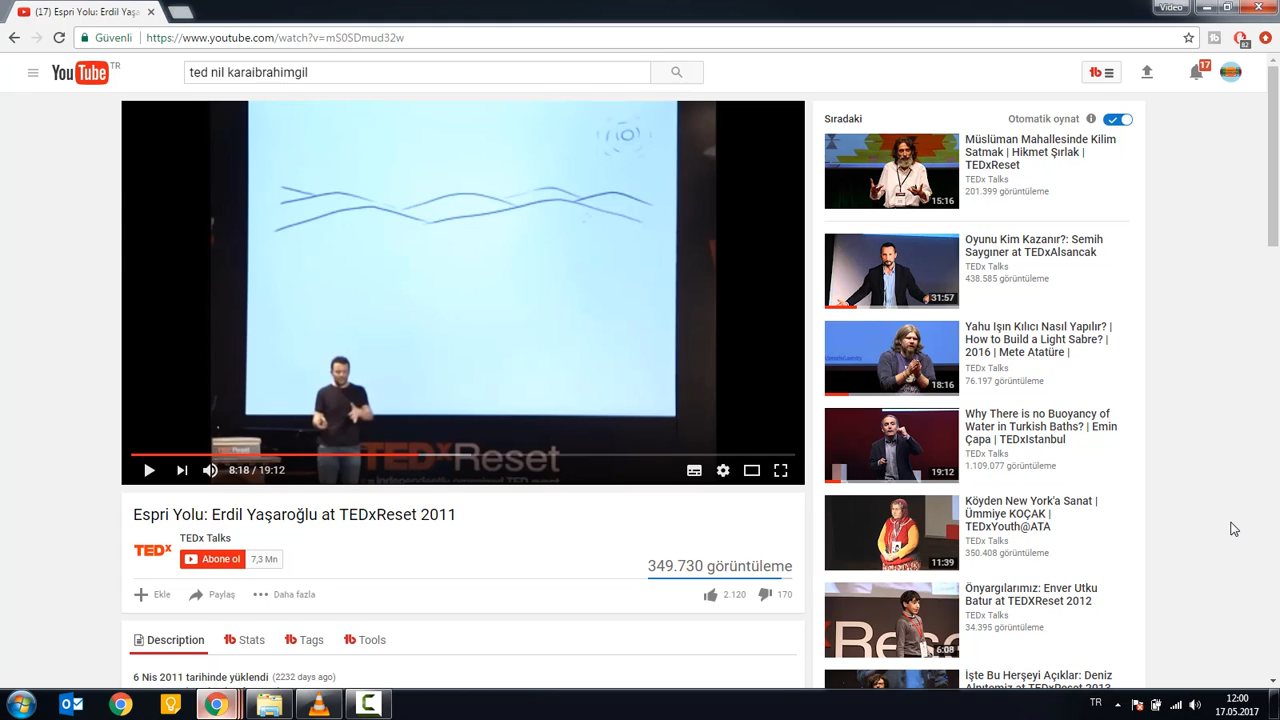 (17) Espri Yolu: Erdil Yaşa
Video
Güvenli https://www.youtube.com/watch?v=mS0SDmud32w
82
YouTube TR
ted nil karaibrahimgil
tb
17
TEDxReset
8:18 / 19:12
Espri Yolu: Erdil Yaşaroğlu at TEDxReset 2011
TEDx
TEDx Talks
Abone ol 7,3 Mn
349.730 görüntüleme
Ekle Paylaş Daha fazla
2.120 170
Description tb Stats tb Tags tb Tools
6 Nis 2011 tarihinde yüklendi (2232 days ago)
Sıradaki Otomatik oynat
Müslüman Mahallesinde Kilim
Satmak | Hikmet Şırlak |
TEDxReset
TEDx Talks
201.399 görüntüleme
15:16
Oyunu Kim Kazanır?: Semih
Saygıner at TEDxAlsancak
TEDx Talks
438.585 görüntüleme
31:57
Yahu Işın Kılıcı Nasıl Yapılır? |
How to Build a Light Sabre? |
2016 | Mete Atatüre |
TEDx Talks
76.197 görüntüleme
18:16
Why There is no Buoyancy of
Water in Turkish Baths? | Emin
Çapa | TEDxIstanbul
TEDx Talks
1.109.077 görüntüleme
19:12
Köyden New York'a Sanat |
Ümmiye KOÇAK |
TEDxYouth@ATA
TEDx Talks
350.408 görüntüleme
11:39
Önyargılarımız: Enver Utku
Batur at TEDXReset 2012
TEDx Talks
34.395 görüntüleme
6:08
İşte Bu Herşeyi Açıklar: Deniz
TR
12:00
17.05.2017